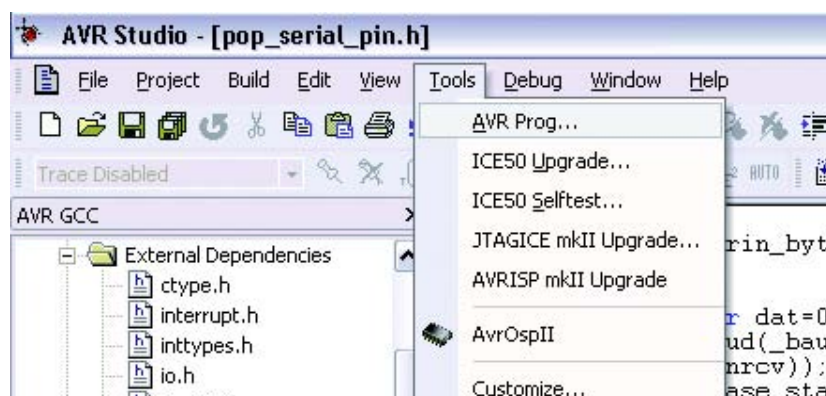 AVR Studio - [pop_serial_pin.h]
File Project Build Edit View Tools Debug Window Help
AVR Prog...
ICE50 Upgrade...
ICE50 Selftest...
JTAGICE mkII Upgrade...
AVRISP mkII Upgrade
AvrOspII
Customize...
Trace Disabled
AUTO
AVR GCC
External Dependencies
ctype.h
interrupt.h
inttypes.h
io.h
rin_byt
r dat=0
ud(_bau
nrcv));